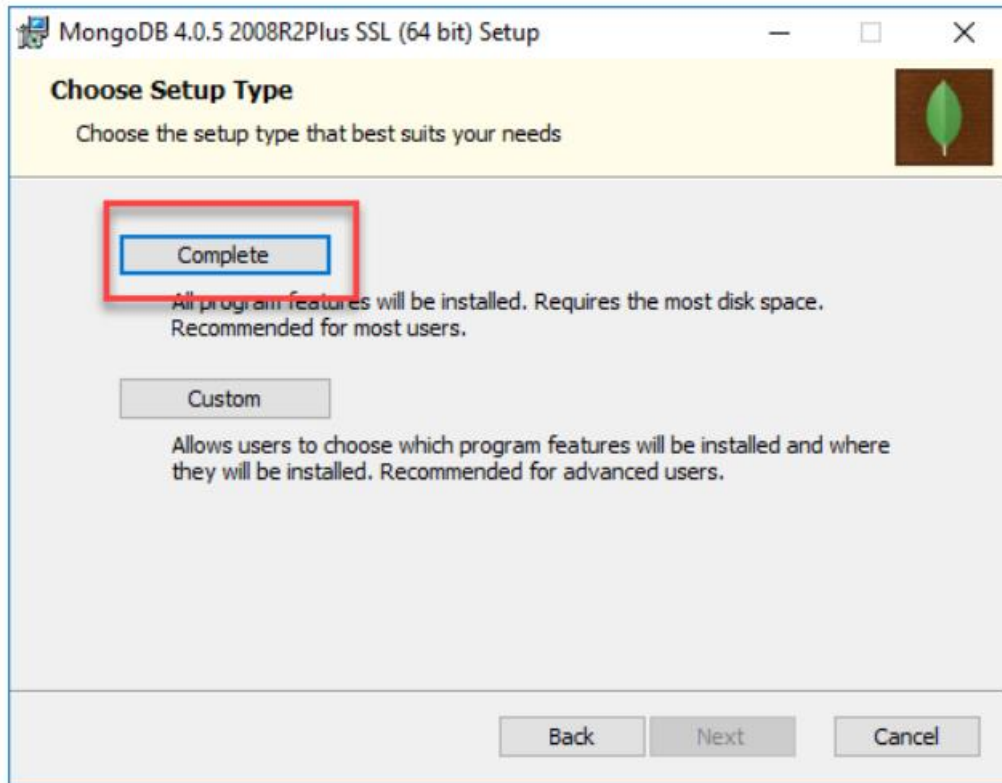 MongoDB 4.0.5 2008R2Plus SSL (64 bit) Setup
Choose Setup Type
Choose the setup type that best suits your needs
Complete
All program features will be installed. Requires the most disk space.
Recommended for most users.
Custom
Allows users to choose which program features will be installed and where
they will be installed. Recommended for advanced users.
Back Next Cancel